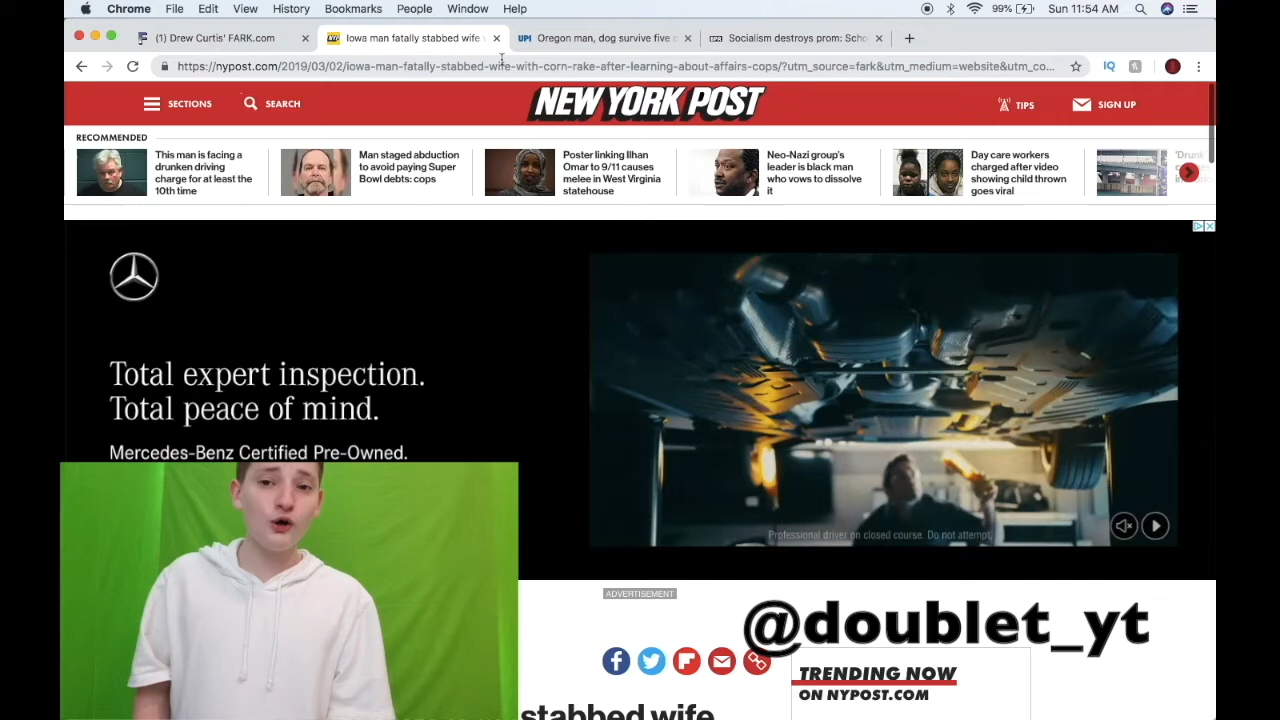 Chrome File Edit View History Bookmarks People Window Help 99% Sun 11:54 AM
(1) Drew Curtis' FARK.com Iowa man fatally stabbed wife UPI Oregon man, dog survive five Socialism destroys prom: Scho
https://nypost.com/2019/03/02/iowa-man-fatally-stabbed-wife-with-corn-rake-after-learning-about-affairs-cops/?utm_source=fark&utm_medium=website&utm_co... IQ
SECTIONS SEARCH NEW YORK POST TIPS SIGN UP
RECOMMENDED
This man is facing a
drunken driving
charge for at least the
10th time
Man staged abduction
to avoid paying Super
Bowl debts: cops
Poster linking Ilhan
Omar to 9/11 causes
melee in West Virginia
statehouse
Neo-Nazi group's
leader is black man
who vows to dissolve
it
Day care workers
charged after video
showing child thrown
goes viral
Total expert inspection.
Total peace of mind.
Mercedes-Benz Certified Pre-Owned.
Professional driver on closed course. Do not attempt.
ADVERTISEMENT
@doublet_yt
TRENDING NOW
ON NYPOST.COM
stabbed wife